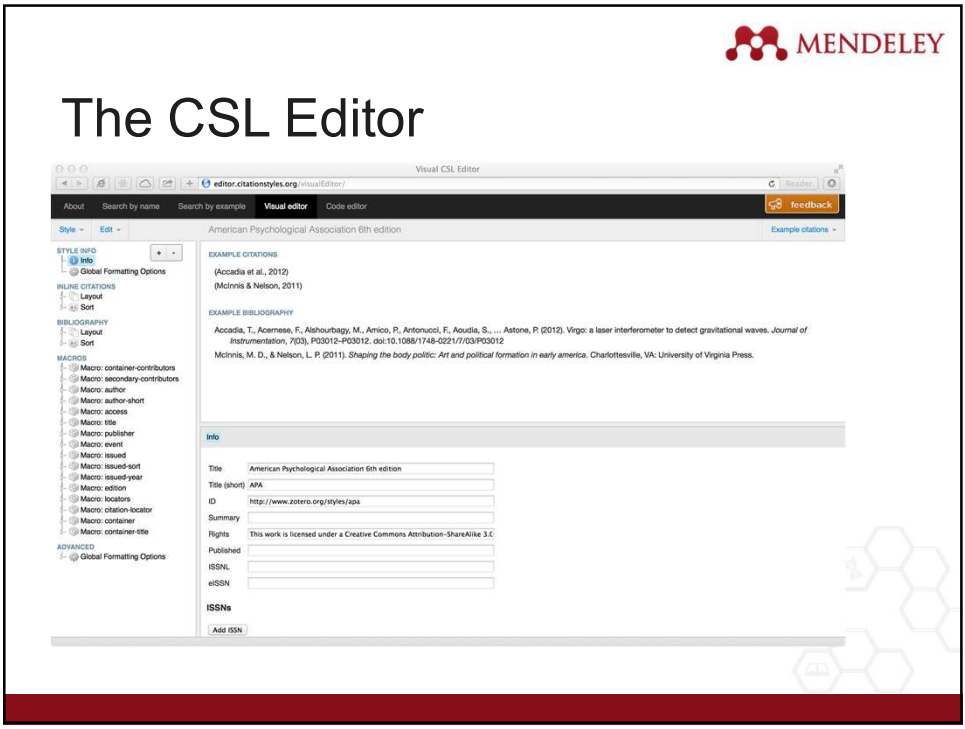 MENDELEY
The CSL Editor
Visual CSL Editor
editor.citationstyles.org/visualEditor/
Reader
About Search by name Search by example Visual editor Code editor feedback
Style Edit American Psychological Association 6th edition Example citations
STYLE INFO + -
Info
Global Formatting Options
INLINE CITATIONS
Layout
Sort
BIBLIOGRAPHY
Layout
Sort
MACROS
Macro: container-contributors
Macro: secondary-contributors
Macro: author
Macro: author-short
Macro: access
Macro: title
Macro: publisher
Macro: event
Macro: issued
Macro: issued-sort
Macro: issued-year
Macro: edition
Macro: locators
Macro: citation-locator
Macro: container
Macro: container-title
ADVANCED
Global Formatting Options
EXAMPLE CITATIONS
(Accadia et al., 2012)
(McInnis & Nelson, 2011)
EXAMPLE BIBLIOGRAPHY
Accadia, T., Acernese, F., Alshourbagy, M., Amico, P., Antonucci, F., Aoudia, S., … Astone, P. (2012). Virgo: a laser interferometer to detect gravitational waves. Journal of
Instrumentation, 7(03), P03012–P03012. doi:10.1088/1748-0221/7/03/P03012
McInnis, M. D., & Nelson, L. P. (2011). Shaping the body politic: Art and political formation in early america. Charlottesville, VA: University of Virginia Press.
Info
Title American Psychological Association 6th edition
Title (short) APA
ID http://www.zotero.org/styles/apa
Summary
Rights This work is licensed under a Creative Commons Attribution-ShareAlike 3.0
Published
ISSNL
eISSN
ISSNs
Add ISSN